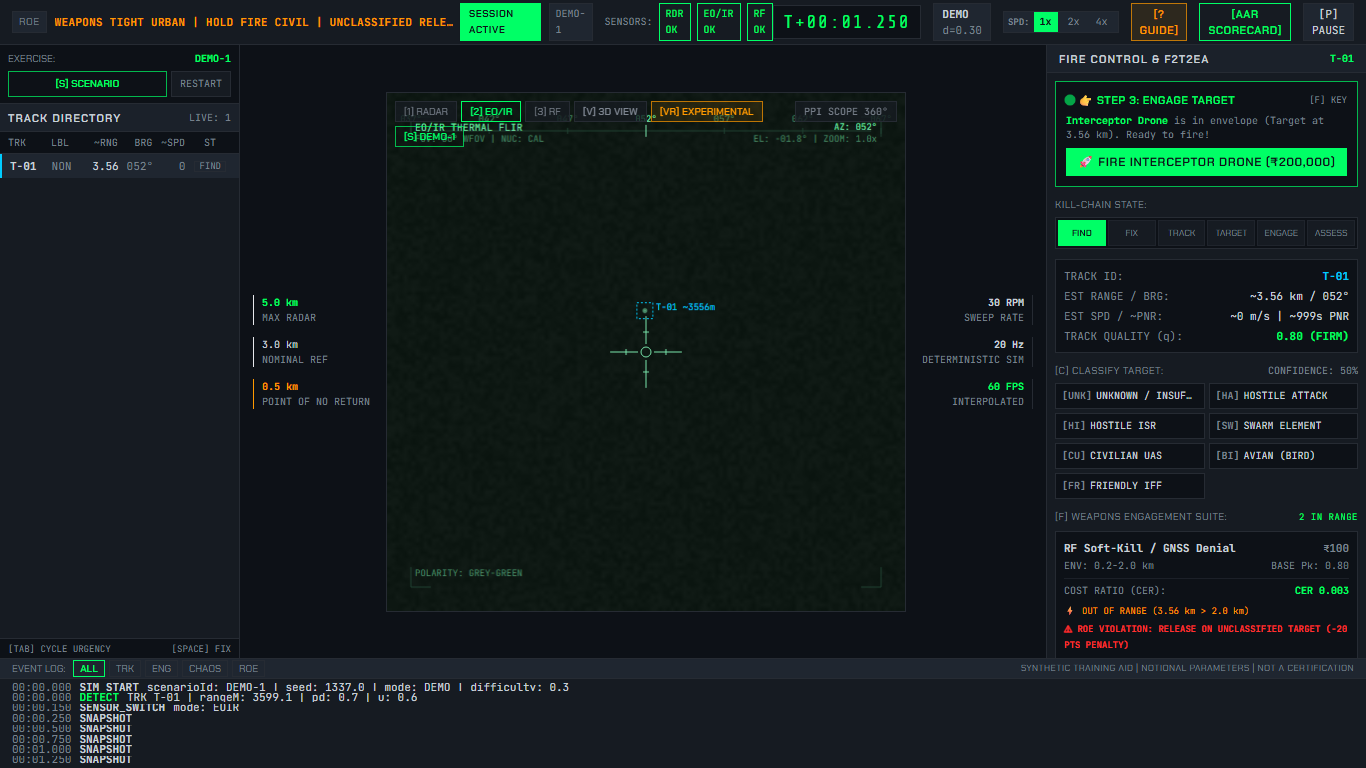 ROE
WEAPONS TIGHT URBAN | HOLD FIRE CIVIL | UNCLASSIFIED RELE…
SESSION ACTIVE
DEMO-1
SENSORS:
RDR OK
EO/IR OK
RF OK
T+00:01.250
DEMO
d=0.30
SPD: 1x 2x 4x
[? GUIDE]
[AAR SCORECARD]
[P] PAUSE
EXERCISE: DEMO-1
[S] SCENARIO RESTART
TRACK DIRECTORY LIVE: 1
TRK LBL ~RNG BRG ~SPD ST
T-01 NON 3.56 052° 0 FIND
[TAB] CYCLE URGENCY [SPACE] FIX
[1] RADAR [2] EO/IR [3] RF [V] 3D VIEW [VR] EXPERIMENTAL PPI SCOPE 360°
EO/IR THERMAL FLIR AZ: 052°
[S] DEMO-1
WFOV | NUC: CAL EL: -01.8° | ZOOM: 1.0x
T-01 ~3556m
POLARITY: GREY-GREEN
5.0 km
MAX RADAR
3.0 km
NOMINAL REF
0.5 km
POINT OF NO RETURN
30 RPM
SWEEP RATE
20 Hz
DETERMINISTIC SIM
60 FPS
INTERPOLATED
FIRE CONTROL & F2T2EA T-01
👉 STEP 3: ENGAGE TARGET [F] KEY
Interceptor Drone is in envelope (Target at
3.56 km). Ready to fire!
🚀 FIRE INTERCEPTOR DRONE (₹200,000)
KILL-CHAIN STATE:
FIND FIX TRACK TARGET ENGAGE ASSESS
TRACK ID: T-01
EST RANGE / BRG: ~3.56 km / 052°
EST SPD / ~PNR: ~0 m/s | ~999s PNR
TRACK QUALITY (q): 0.80 (FIRM)
[C] CLASSIFY TARGET: CONFIDENCE: 50%
[UNK] UNKNOWN / INSUF… [HA] HOSTILE ATTACK
[HI] HOSTILE ISR [SW] SWARM ELEMENT
[CU] CIVILIAN UAS [BI] AVIAN (BIRD)
[FR] FRIENDLY IFF
[F] WEAPONS ENGAGEMENT SUITE: 2 IN RANGE
RF Soft-Kill / GNSS Denial ₹100
ENV: 0.2-2.0 km BASE Pk: 0.80
COST RATIO (CER): CER 0.003
⚡ OUT OF RANGE (3.56 km > 2.0 km)
⚠ ROE VIOLATION: RELEASE ON UNCLASSIFIED TARGET (-20
PTS PENALTY)
EVENT LOG: ALL TRK ENG CHAOS ROE SYNTHETIC TRAINING AID | NOTIONAL PARAMETERS | NOT A CERTIFICATION
00:00.000 SIM_START scenarioId: DEMO-1 | seed: 1337.0 | mode: DEMO | difficulty: 0.3
00:00.000 DETECT TRK T-01 | rangeM: 3599.1 | pd: 0.7 | u: 0.6
00:00.150 SENSOR_SWITCH mode: EOIR
00:00.250 SNAPSHOT
00:00.500 SNAPSHOT
00:00.750 SNAPSHOT
00:01.000 SNAPSHOT
00:01.250 SNAPSHOT